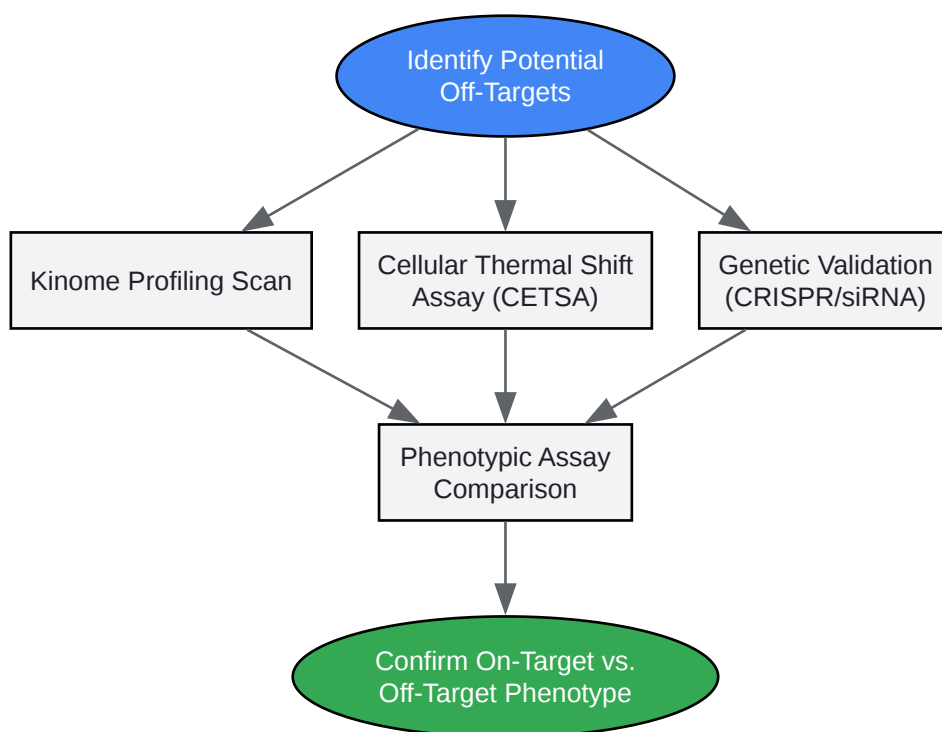 Identify Potential
Off-Targets
Kinome Profiling Scan
Cellular Thermal Shift
Assay (CETSA)
Genetic Validation
(CRISPR/siRNA)
Phenotypic Assay
Comparison
Confirm On-Target vs.
Off-Target Phenotype